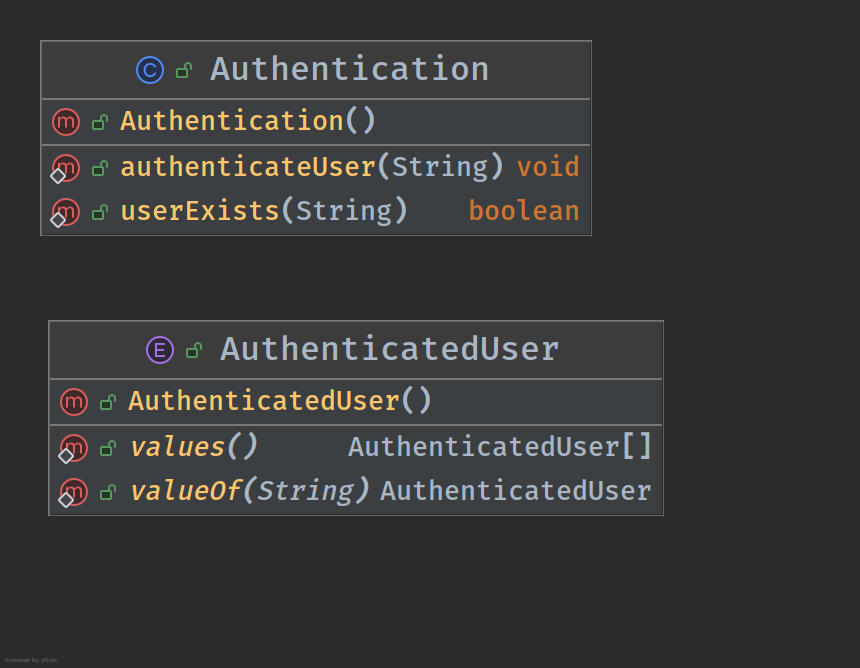 Authentication
Authentication()
authenticateUser(String) void
userExists(String) boolean
AuthenticatedUser
AuthenticatedUser()
values() AuthenticatedUser[]
valueOf(String) AuthenticatedUser
Powered by yFiles